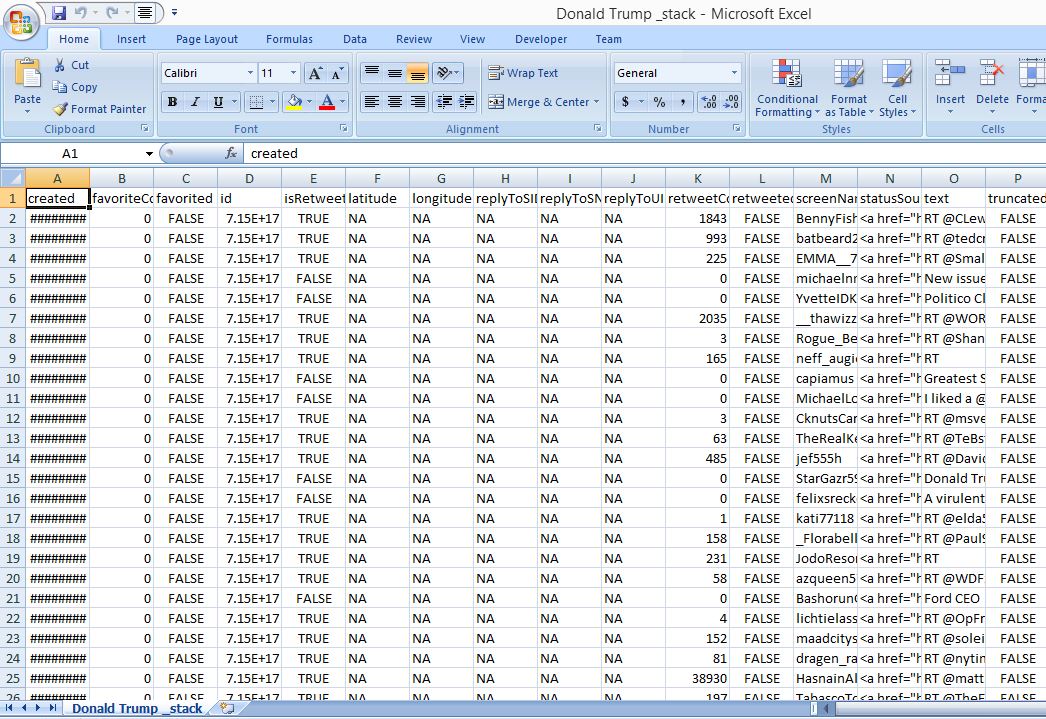 Donald Trump _stack - Microsoft Excel
Home Insert Page Layout Formulas Data Review View Developer Team
Paste Cut Copy Format Painter Clipboard
Calibri 11 B I U A A A Font
Wrap Text Merge & Center Alignment
General $ % , .00 Number
Conditional Formatting Format as Table Cell Styles Styles
Insert Delete Forma Cells
A1 fx created
A B C D E F G H I J K L M N O P
1 created favoriteCo favorited id isRetweet latitude longitude replyToSI replyToSN replyToUI retweetCo retweeted screenNam statusSou text truncated
2 ######## 0 FALSE 7.15E+17 TRUE NA NA NA NA NA 1843 FALSE BennyFish <a href="h RT @CLew FALSE
3 ######## 0 FALSE 7.15E+17 TRUE NA NA NA NA NA 993 FALSE batbeard2 <a href="h RT @tedcr FALSE
4 ######## 0 FALSE 7.15E+17 TRUE NA NA NA NA NA 225 FALSE EMMA__7 <a href="h RT @Smal FALSE
5 ######## 0 FALSE 7.15E+17 FALSE NA NA NA NA NA 0 FALSE michaelnr <a href="h New issue FALSE
6 ######## 0 FALSE 7.15E+17 FALSE NA NA NA NA NA 0 FALSE YvetteIDK <a href="h Politico Cl FALSE
7 ######## 0 FALSE 7.15E+17 TRUE NA NA NA NA NA 2035 FALSE __thawizz <a href="h RT @WOR FALSE
8 ######## 0 FALSE 7.15E+17 TRUE NA NA NA NA NA 3 FALSE Rogue_Be <a href="h RT @Shan FALSE
9 ######## 0 FALSE 7.15E+17 TRUE NA NA NA NA NA 165 FALSE neff_augi <a href="h RT FALSE
10 ######## 0 FALSE 7.15E+17 FALSE NA NA NA NA NA 0 FALSE capiamus <a href="h Greatest S FALSE
11 ######## 0 FALSE 7.15E+17 FALSE NA NA NA NA NA 0 FALSE MichaelLo <a href="h I liked a @ FALSE
12 ######## 0 FALSE 7.15E+17 TRUE NA NA NA NA NA 3 FALSE CknutsCar <a href="h RT @msve FALSE
13 ######## 0 FALSE 7.15E+17 TRUE NA NA NA NA NA 63 FALSE TheRealKe <a href="h RT @TeBs FALSE
14 ######## 0 FALSE 7.15E+17 TRUE NA NA NA NA NA 485 FALSE jef555h <a href="h RT @Davic FALSE
15 ######## 0 FALSE 7.15E+17 FALSE NA NA NA NA NA 0 FALSE StarGazr59 <a href="h Donald Tru FALSE
16 ######## 0 FALSE 7.15E+17 FALSE NA NA NA NA NA 0 FALSE felixsreck <a href="h A virulent FALSE
17 ######## 0 FALSE 7.15E+17 TRUE NA NA NA NA NA 1 FALSE kati77118 <a href="h RT @elda FALSE
18 ######## 0 FALSE 7.15E+17 TRUE NA NA NA NA NA 158 FALSE _Florabell <a href="h RT @Paul9 FALSE
19 ######## 0 FALSE 7.15E+17 TRUE NA NA NA NA NA 231 FALSE JodoResor <a href="h RT FALSE
20 ######## 0 FALSE 7.15E+17 TRUE NA NA NA NA NA 58 FALSE azqueen5 <a href="h RT @WDF FALSE
21 ######## 0 FALSE 7.15E+17 FALSE NA NA NA NA NA 0 FALSE Bashorun <a href="h Ford CEO FALSE
22 ######## 0 FALSE 7.15E+17 TRUE NA NA NA NA NA 4 FALSE lichtielass <a href="h RT @OpFr FALSE
23 ######## 0 FALSE 7.15E+17 TRUE NA NA NA NA NA 152 FALSE maadcitys <a href="h RT @solei FALSE
24 ######## 0 FALSE 7.15E+17 TRUE NA NA NA NA NA 81 FALSE dragen_ra <a href="h RT @nytin FALSE
25 ######## 0 FALSE 7.15E+17 TRUE NA NA NA NA NA 38930 FALSE HasnainAl <a href="h RT @matt FALSE
26 ######## 0 FALSE 7.15E+17 TRUE NA NA NA NA NA 197 FALSE TabascoTo <a href="h RT @TheF FALSE
Donald Trump _stack